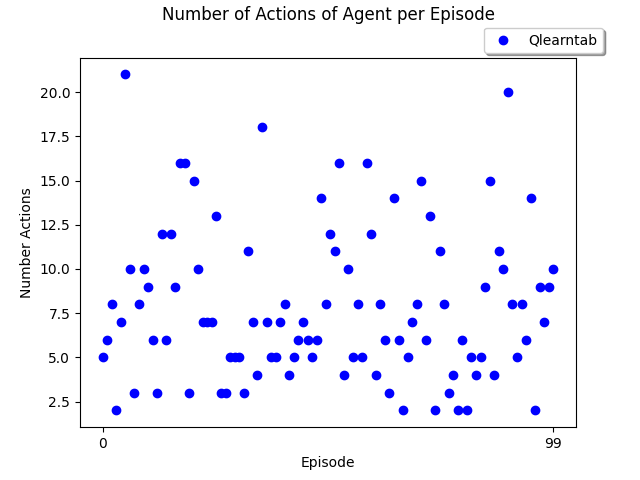 Number of Actions of Agent per Episode
Qlearntab
20.0
17.5
15.0
12.5
10.0
7.5
5.0
2.5
Number Actions
0 99
Episode